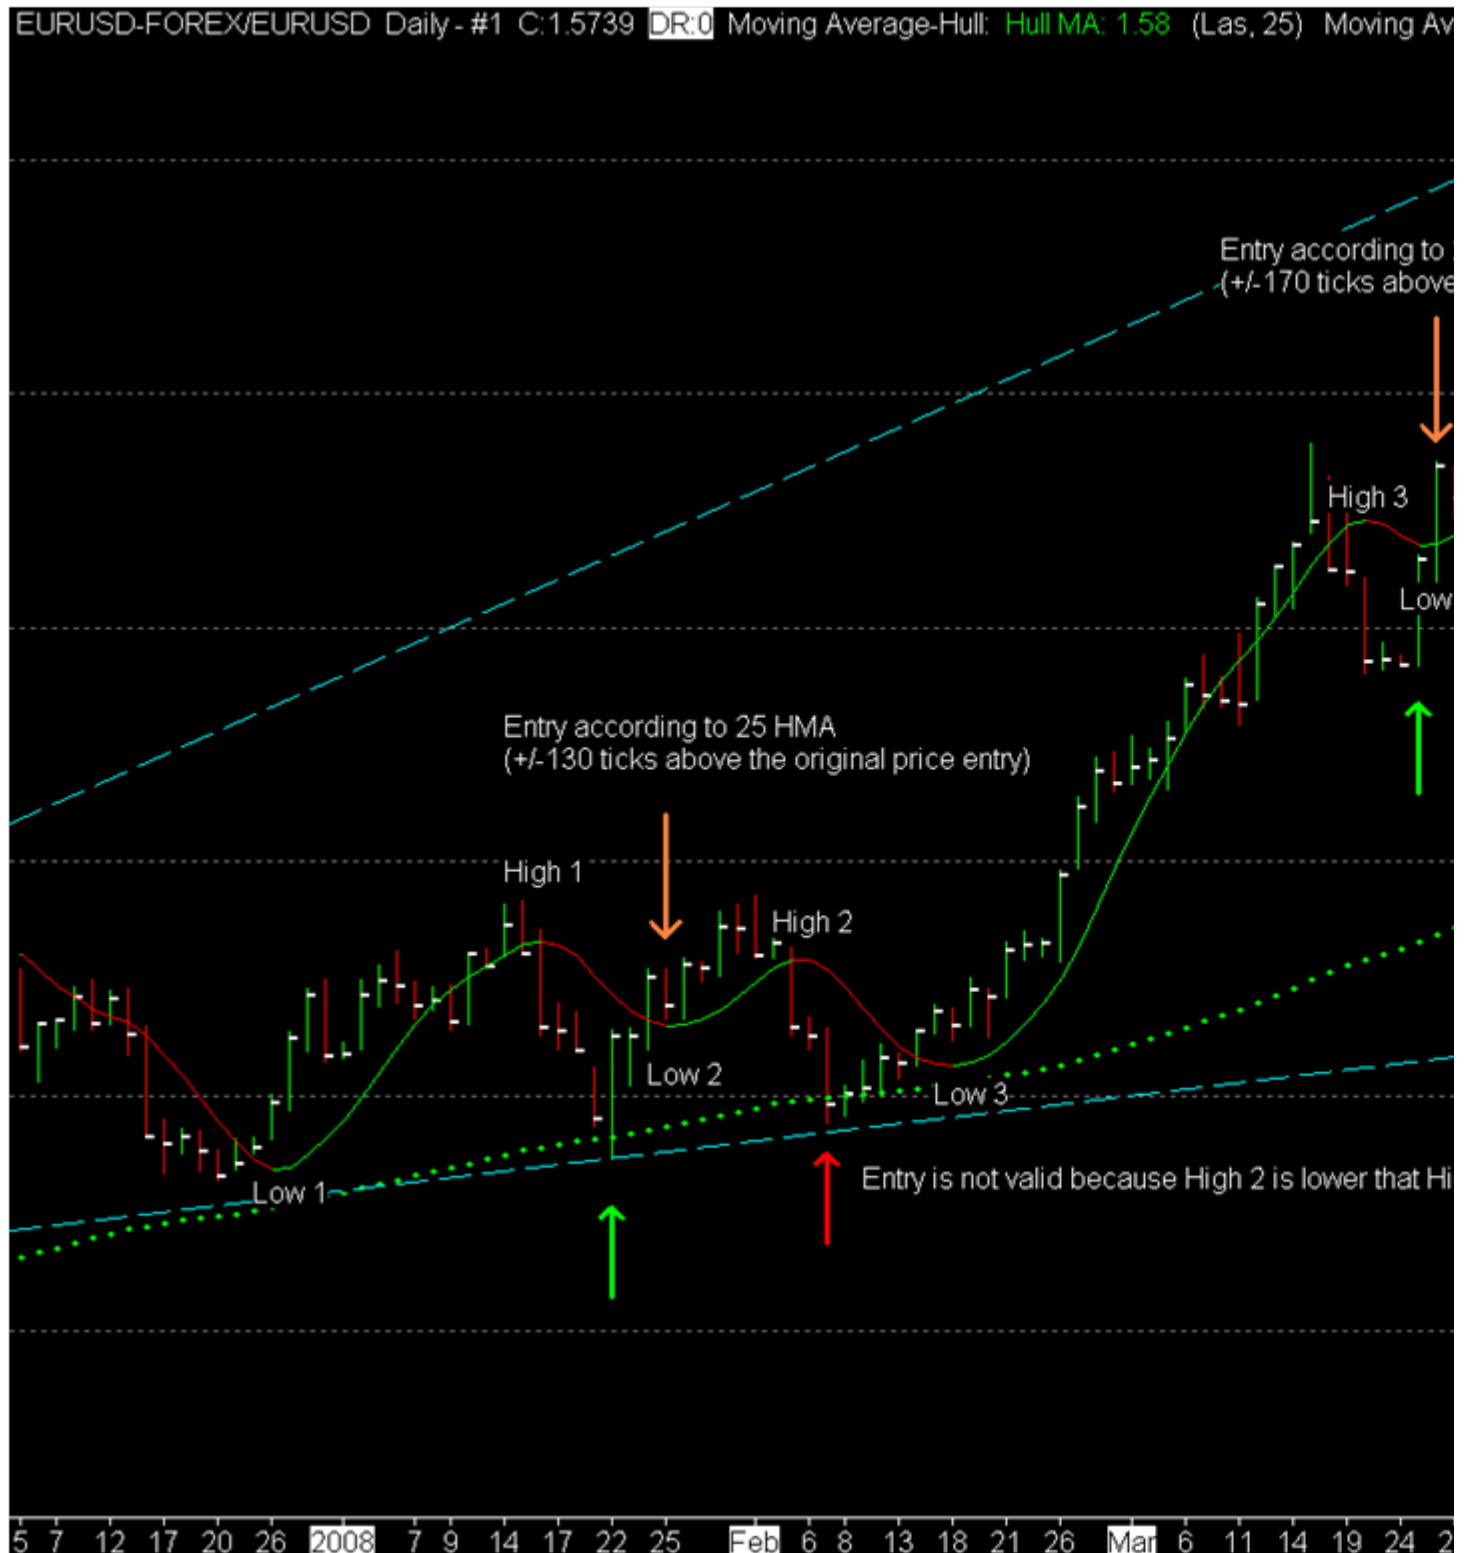 EURUSD-FOREX/EURUSD Daily - #1 C:1.5739 DR:0 Moving Average-Hull: Hull MA: 1.58 (Las, 25) Moving Av
Entry according to
(+/-170 ticks above
High 3
Low
Entry according to 25 HMA
(+/-130 ticks above the original price entry)
High 1
High 2
Low 2
Low 3
Entry is not valid because High 2 is lower that Hi
Low 1
5 7 12 17 20 26 2008 7 9 14 17 22 25 Feb 6 8 13 18 21 26 Mar 6 11 14 19 24 2